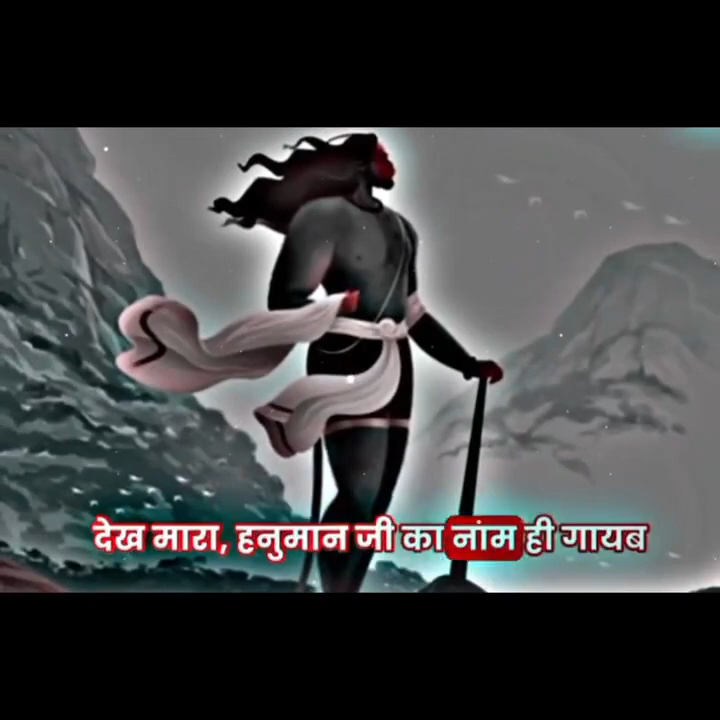 देख मारा, हनुमान जी का नांम ही गायब